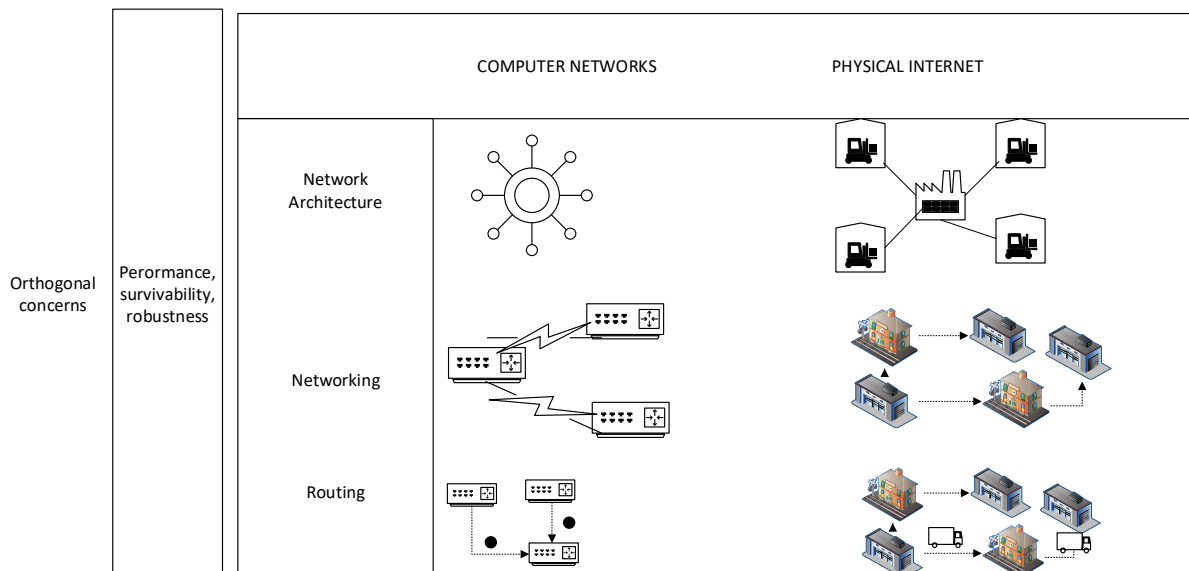 COMPUTER NETWORKS
PHYSICAL INTERNET
Network
Architecture
Orthogonal
concerns
Perormance,
survivability,
robustness
Networking
Routing